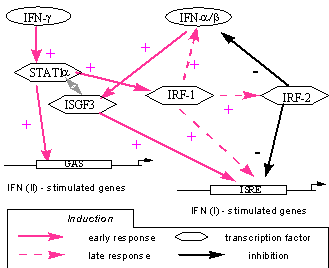 IFN-γ
IFN-α/β
+
+
+
STAT1α
+
-
ISGF3
IRF-1
+
IRF-2
+
+
+
+
-
GAS
ISRE
IFN (II) - stimulated genes
IFN (I) - stimulated genes
Induction
early response
transcription factor
late response
inhibition